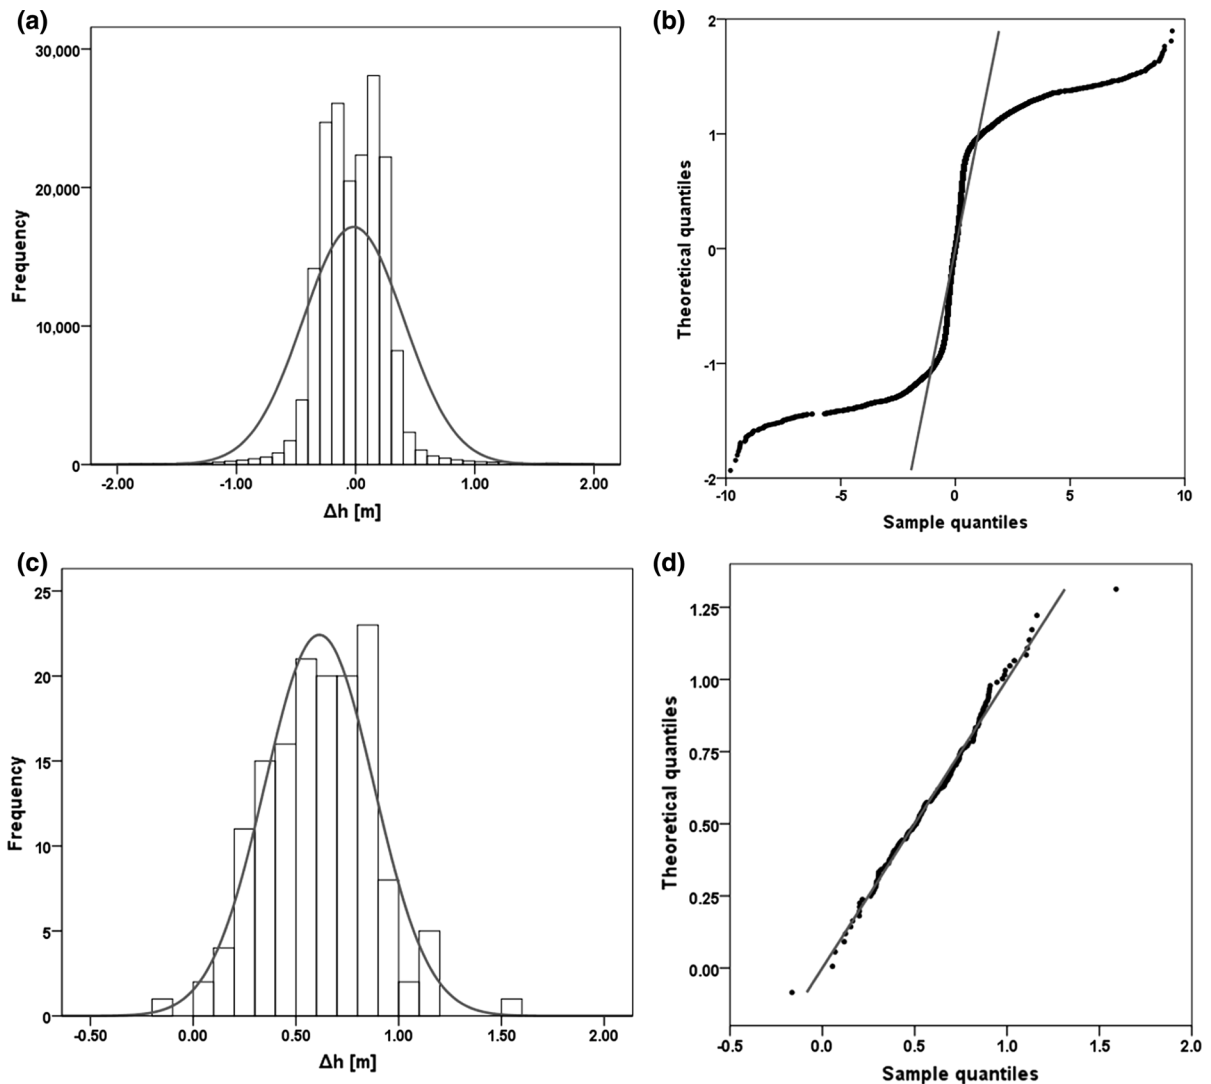 (a)
30,000
20,000
10,000
0
Frequency
-2.00 -1.00 .00 1.00 2.00
Δh [m]
(b)
2
1
0
-1
-2
Theoretical quantiles
-10 -5 0 5 10
Sample quantiles
(c)
25
20
15
10
5
0
Frequency
-0.50 0.00 0.50 1.00 2.00
Δh [m]
(d)
1.25
1.00
0.75
0.50
0.25
0.00
Theoretical quantiles
-0.5 0.0 0.5 1.0 1.5 2.0
Sample quantiles